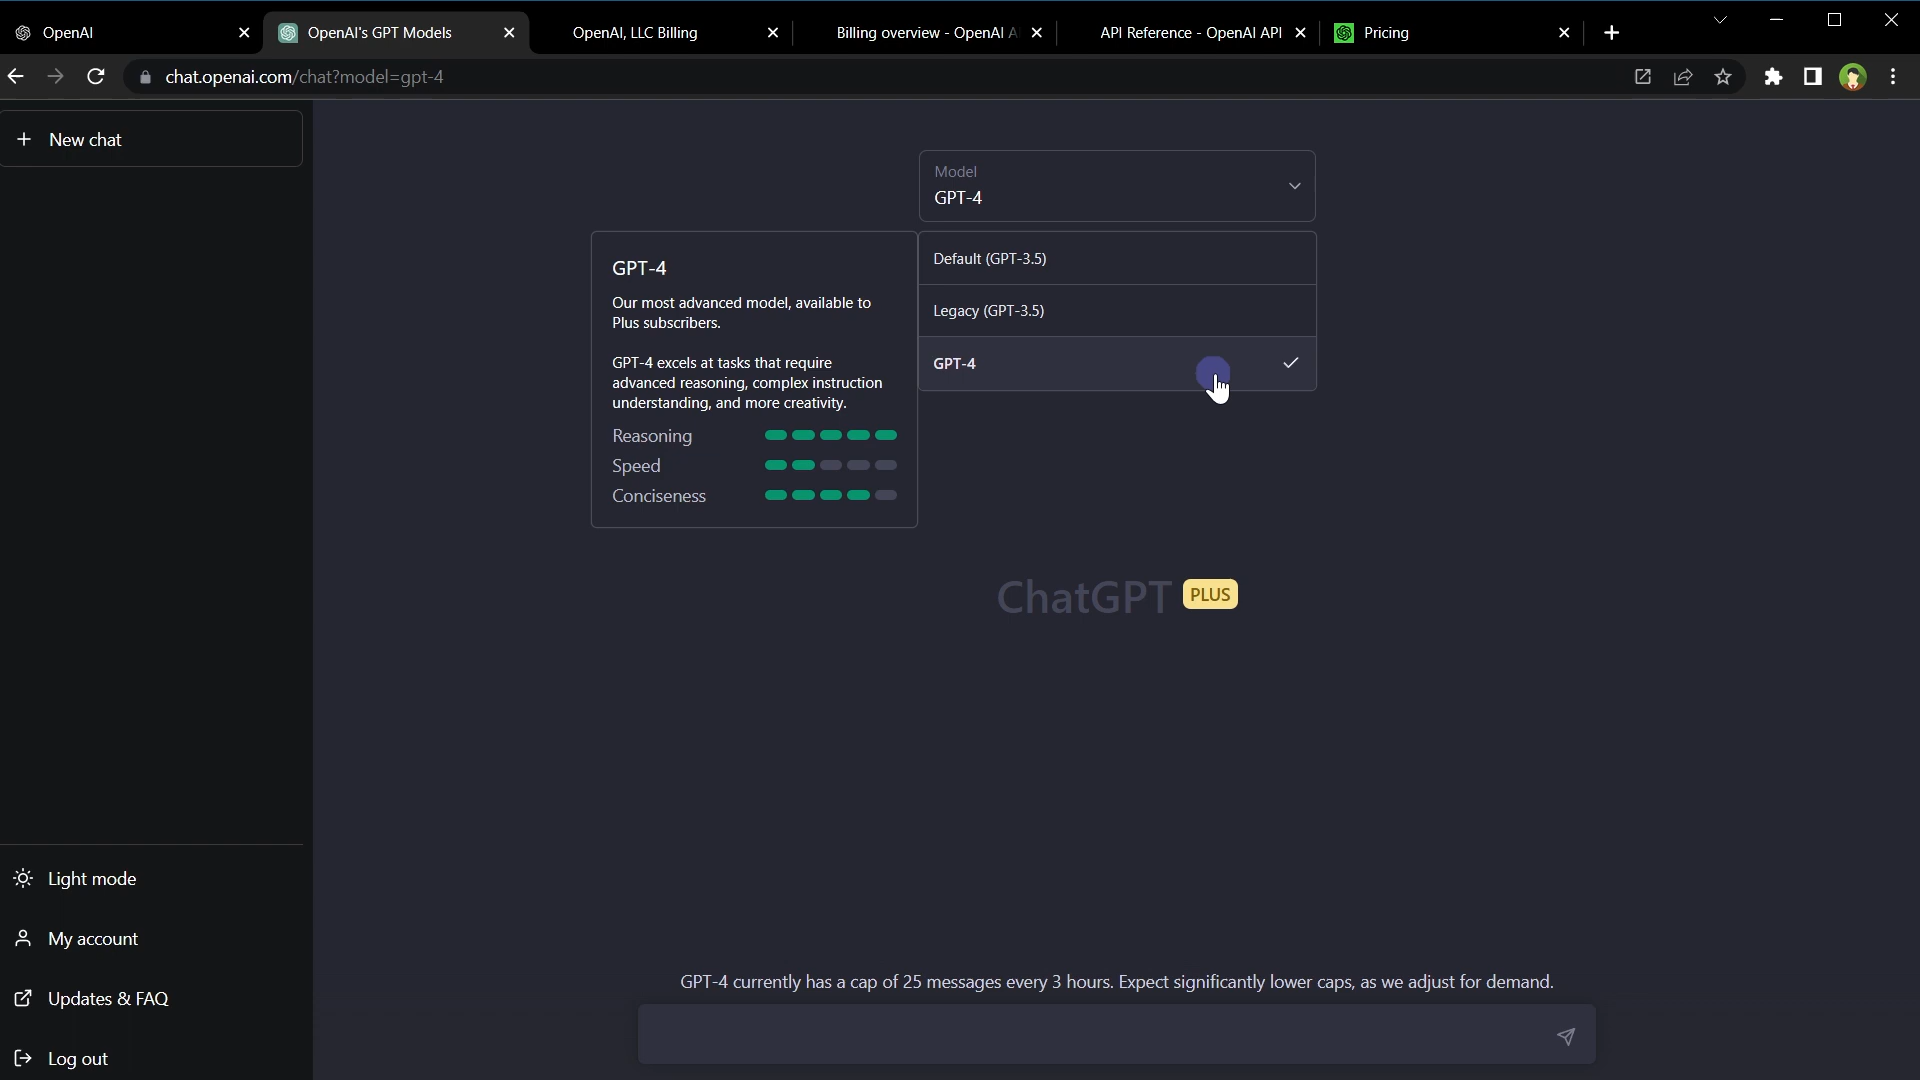 OpenAI
OpenAI's GPT Models
OpenAI, LLC Billing
Billing overview - OpenAI A
API Reference - OpenAI API
Pricing
chat.openai.com/chat?model=gpt-4
New chat
Model
GPT-4
Default (GPT-3.5)
Legacy (GPT-3.5)
GPT-4
GPT-4
Our most advanced model, available to
Plus subscribers.
GPT-4 excels at tasks that require
advanced reasoning, complex instruction
understanding, and more creativity.
Reasoning
Speed
Conciseness
ChatGPT PLUS
Light mode
My account
Updates & FAQ
Log out
GPT-4 currently has a cap of 25 messages every 3 hours. Expect significantly lower caps, as we adjust for demand.